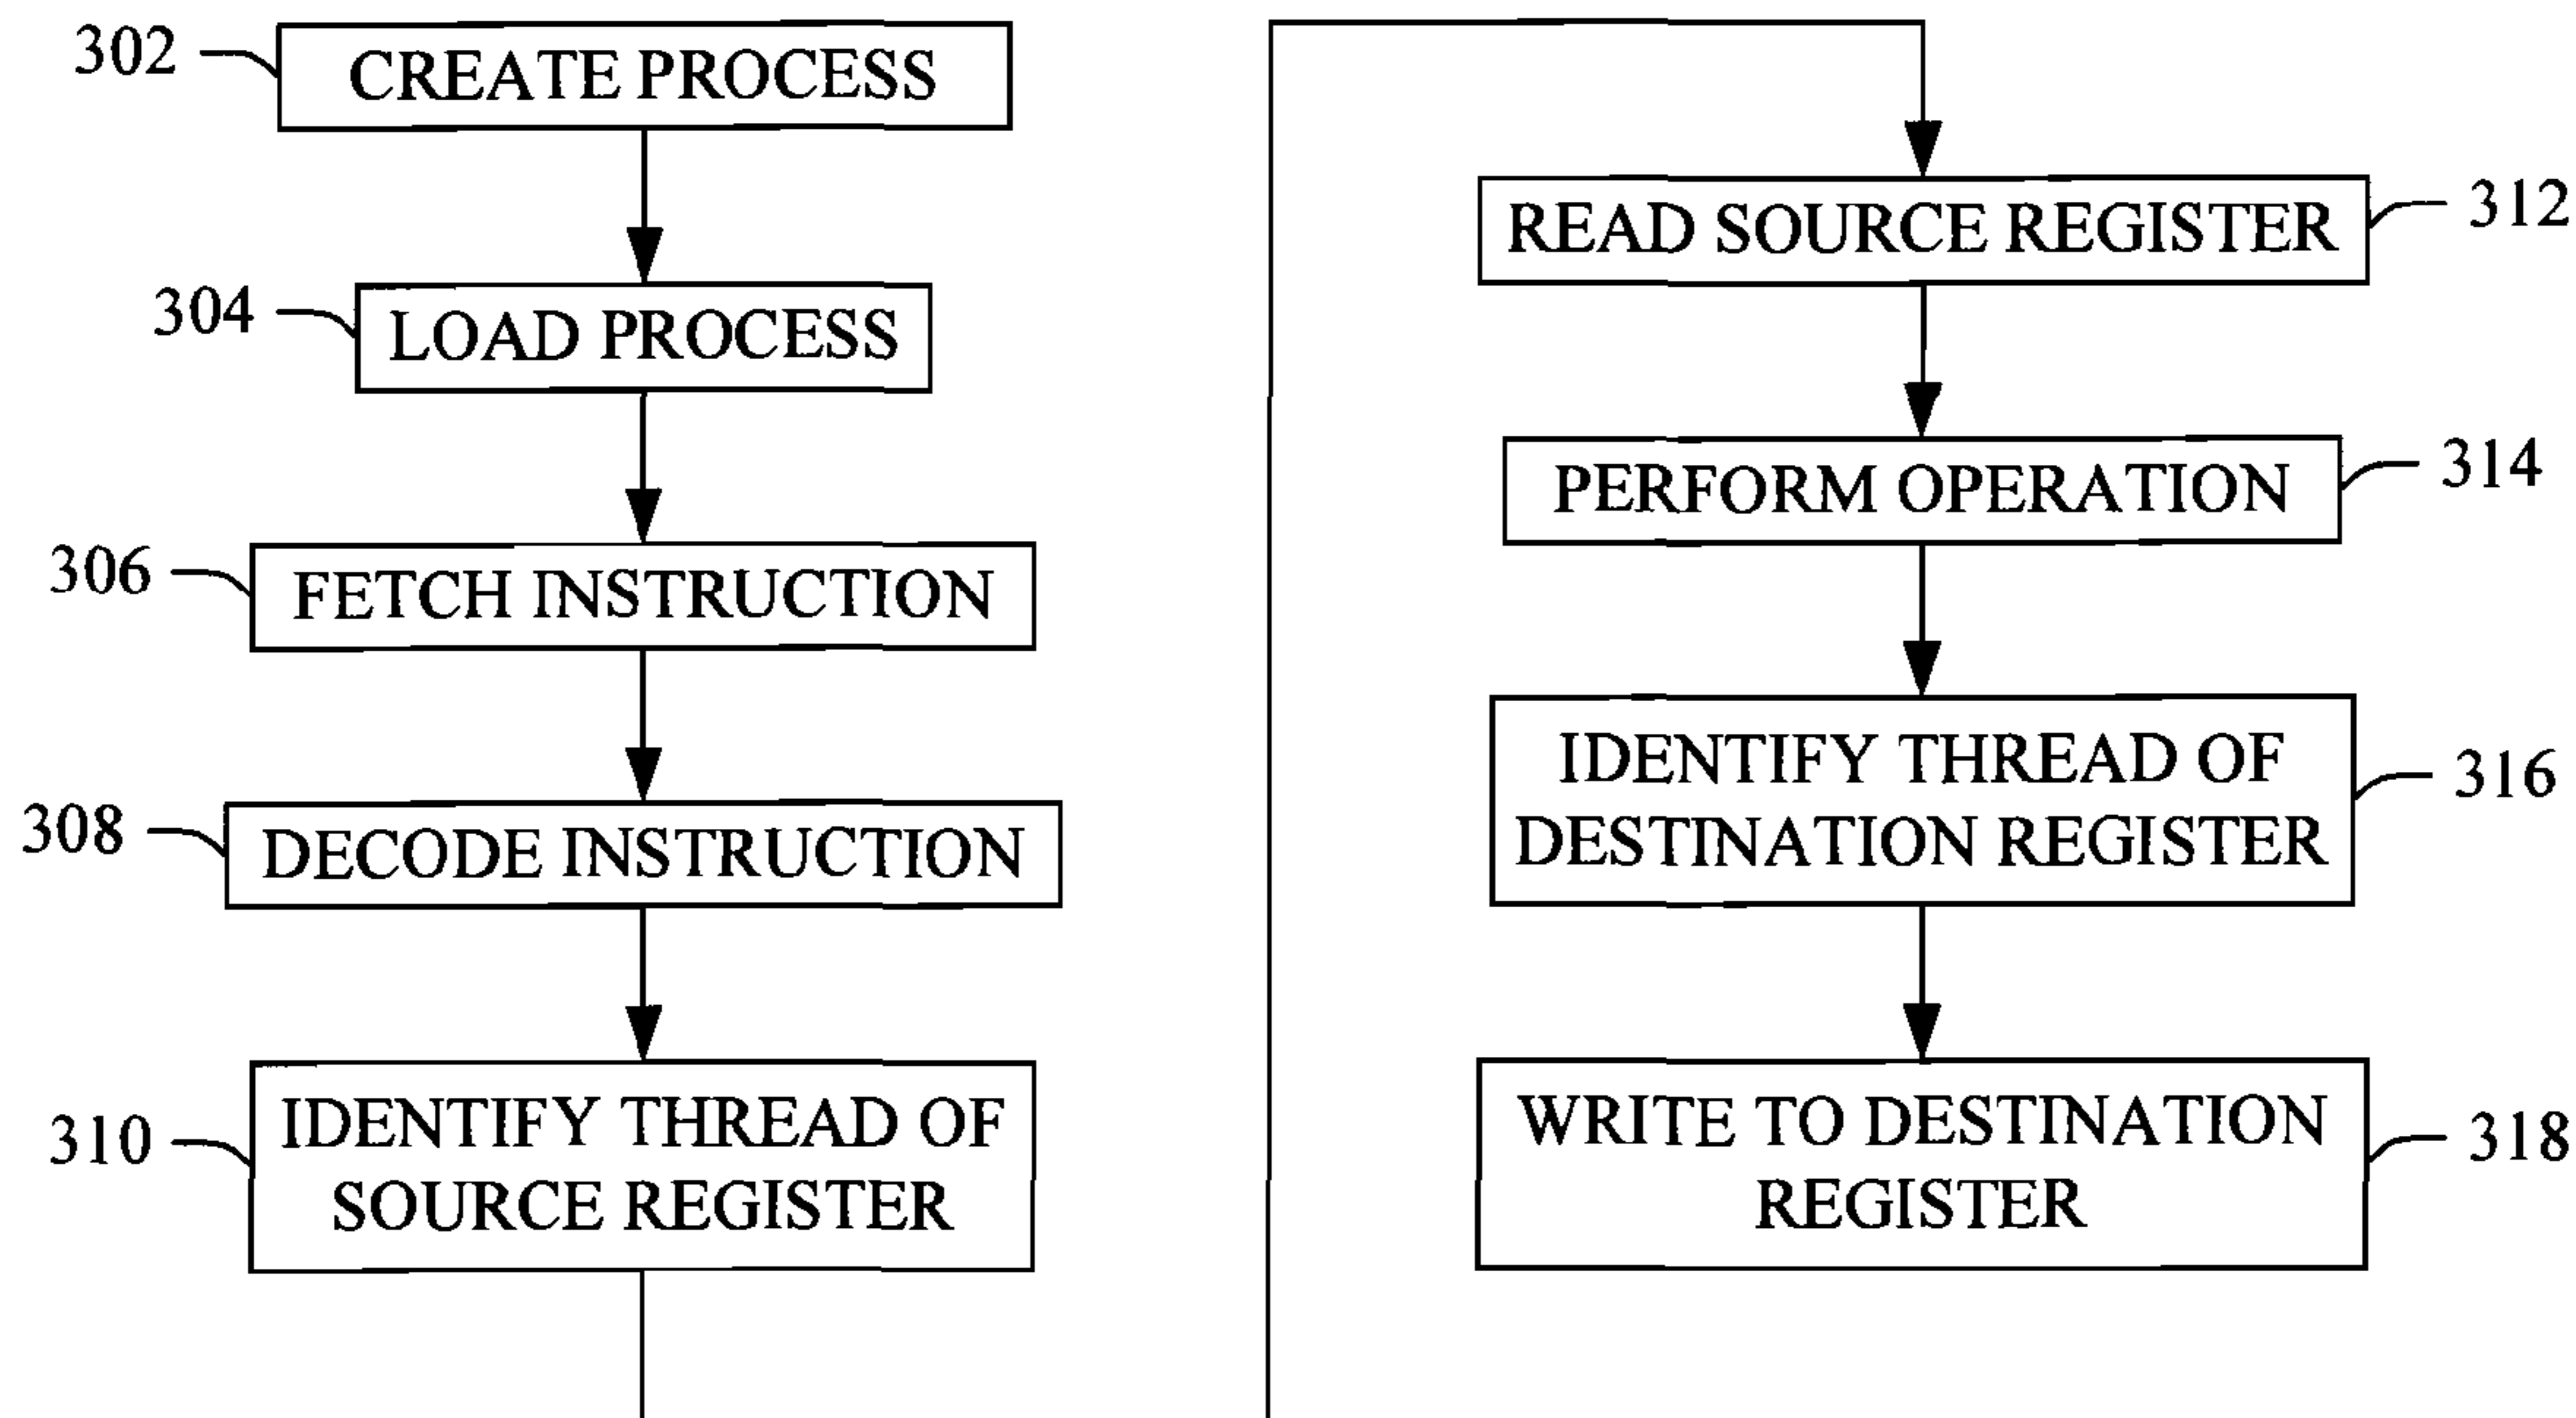 302
CREATE PROCESS
304
LOAD PROCESS
306
FETCH INSTRUCTION
308
DECODE INSTRUCTION
310
IDENTIFY THREAD OF
SOURCE REGISTER
READ SOURCE REGISTER
312
PERFORM OPERATION
314
IDENTIFY THREAD OF
DESTINATION REGISTER
316
WRITE TO DESTINATION
REGISTER
318